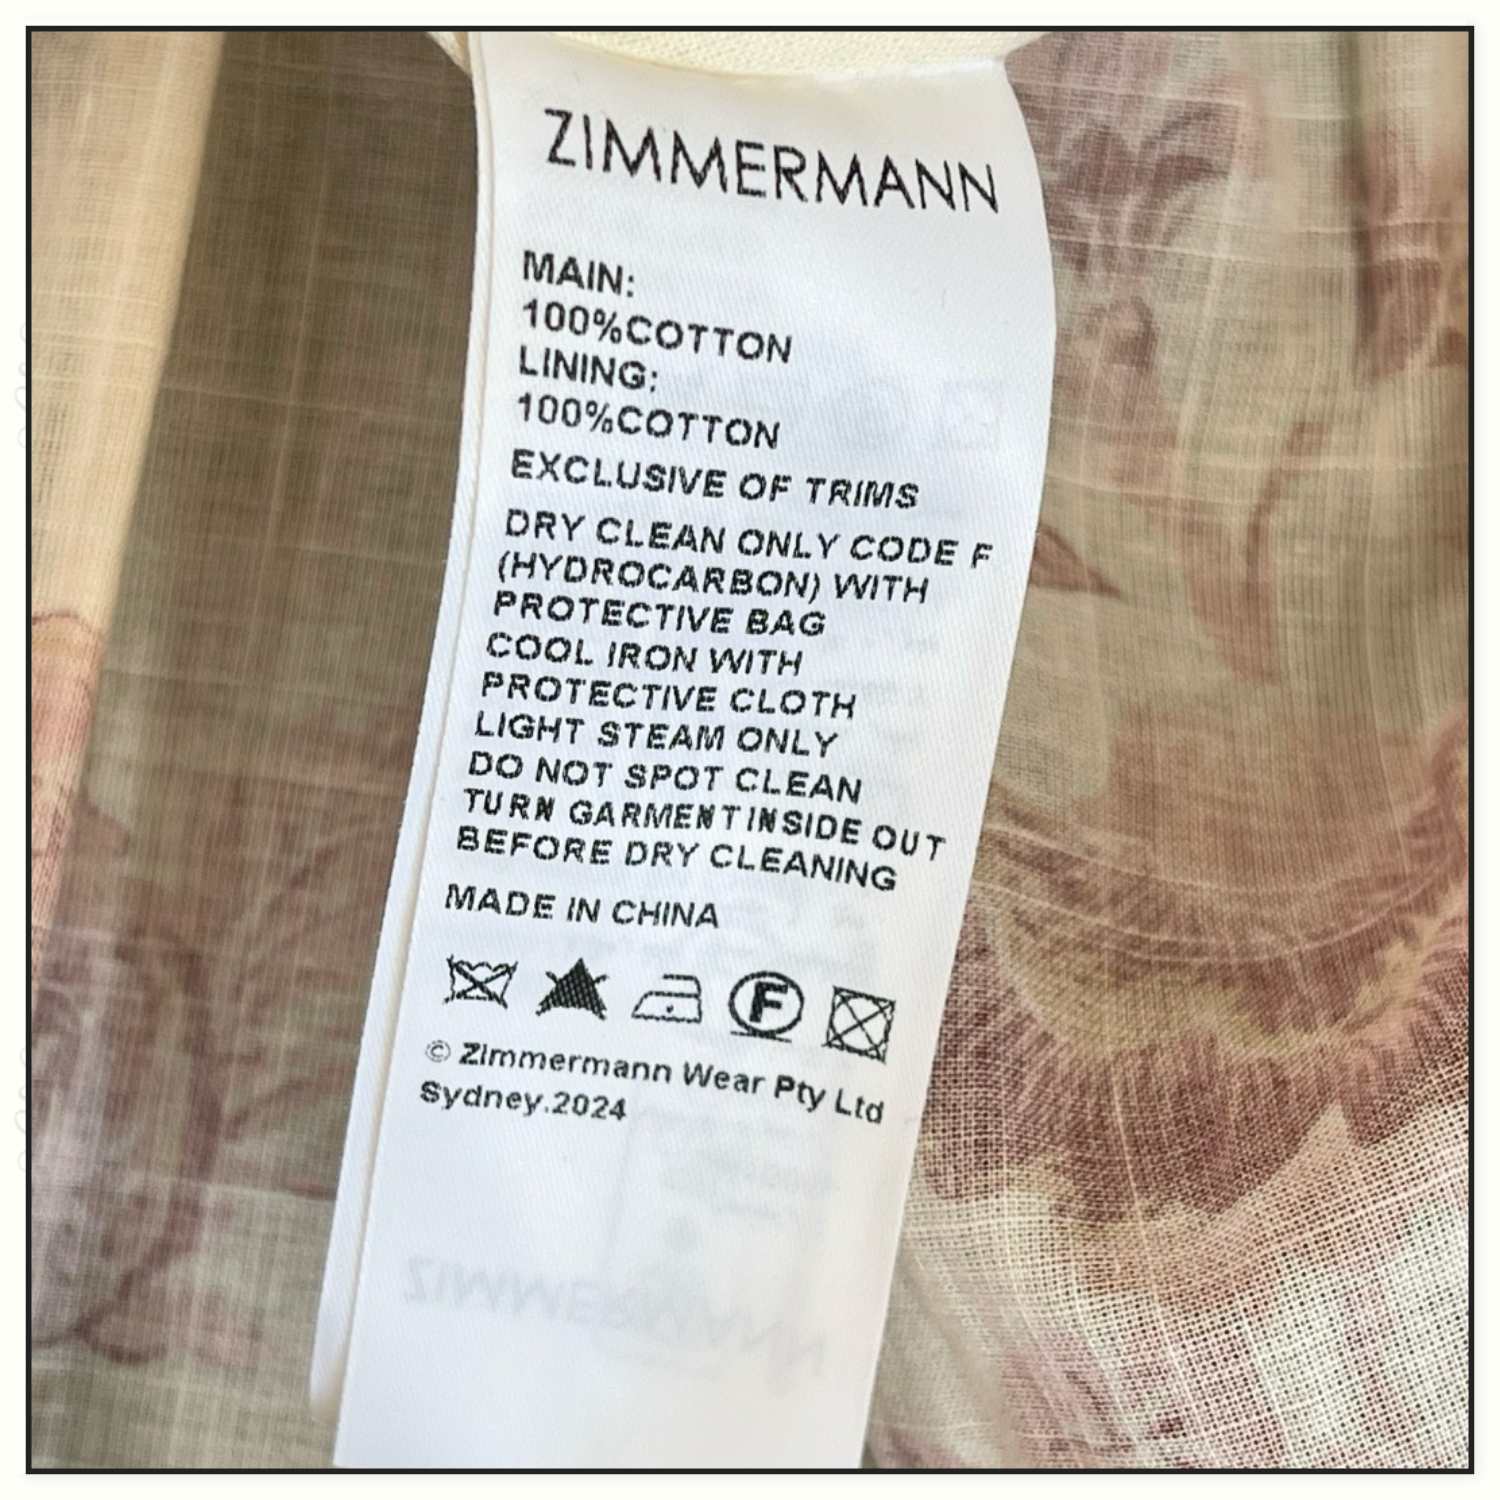 ZIMMERMANN
MAIN:
100%COTTON
LINING:
100%COTTON
EXCLUSIVE OF TRIMS
DRY CLEAN ONLY CODE F
(HYDROCARBON) WITH
PROTECTIVE BAG
COOL IRON WITH
PROTECTIVE CLOTH
LIGHT STEAM ONLY
DO NOT SPOT CLEAN
TURN GARMENT INSIDE OUT
BEFORE DRY CLEANING
MADE IN CHINA
F
© Zimmermann Wear Pty Ltd
Sydney.2024
ZIMMERMANN